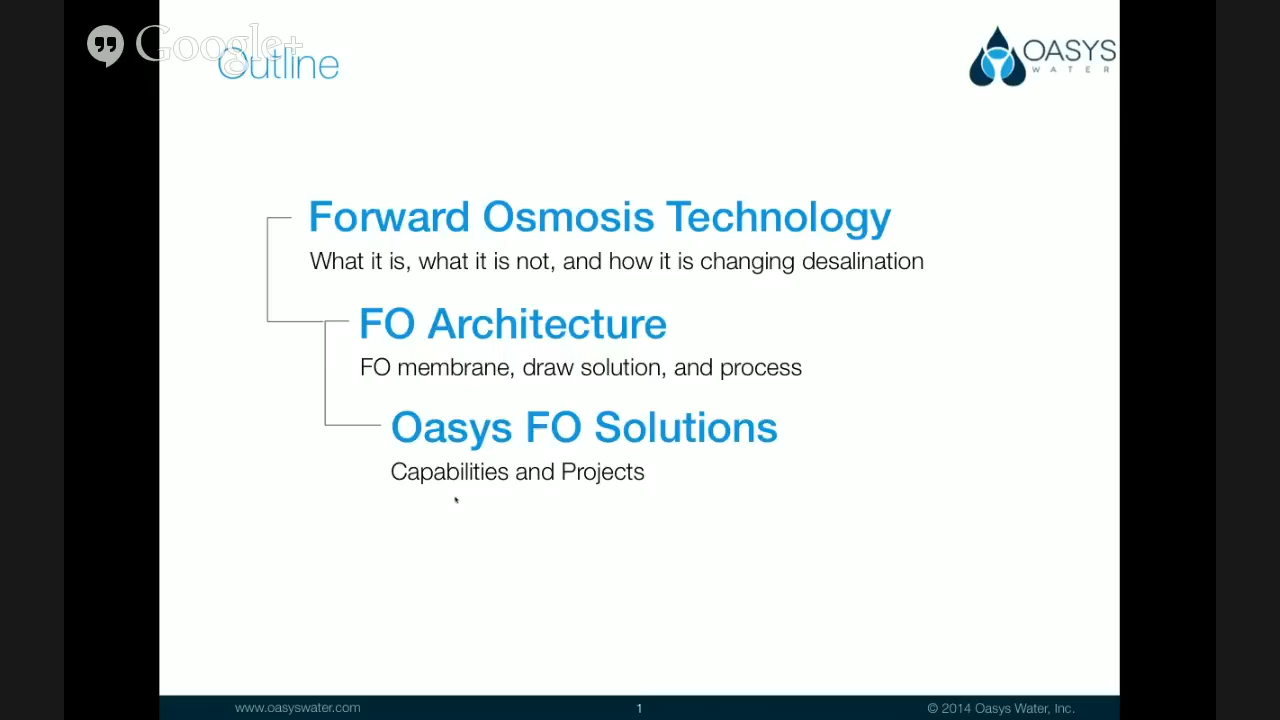 Google+
Outline
OASYS
WATER
Forward Osmosis Technology
What it is, what it is not, and how it is changing desalination
FO Architecture
FO membrane, draw solution, and process
Oasys FO Solutions
Capabilities and Projects
www.oasyswater.com
1
© 2014 Oasys Water, Inc.